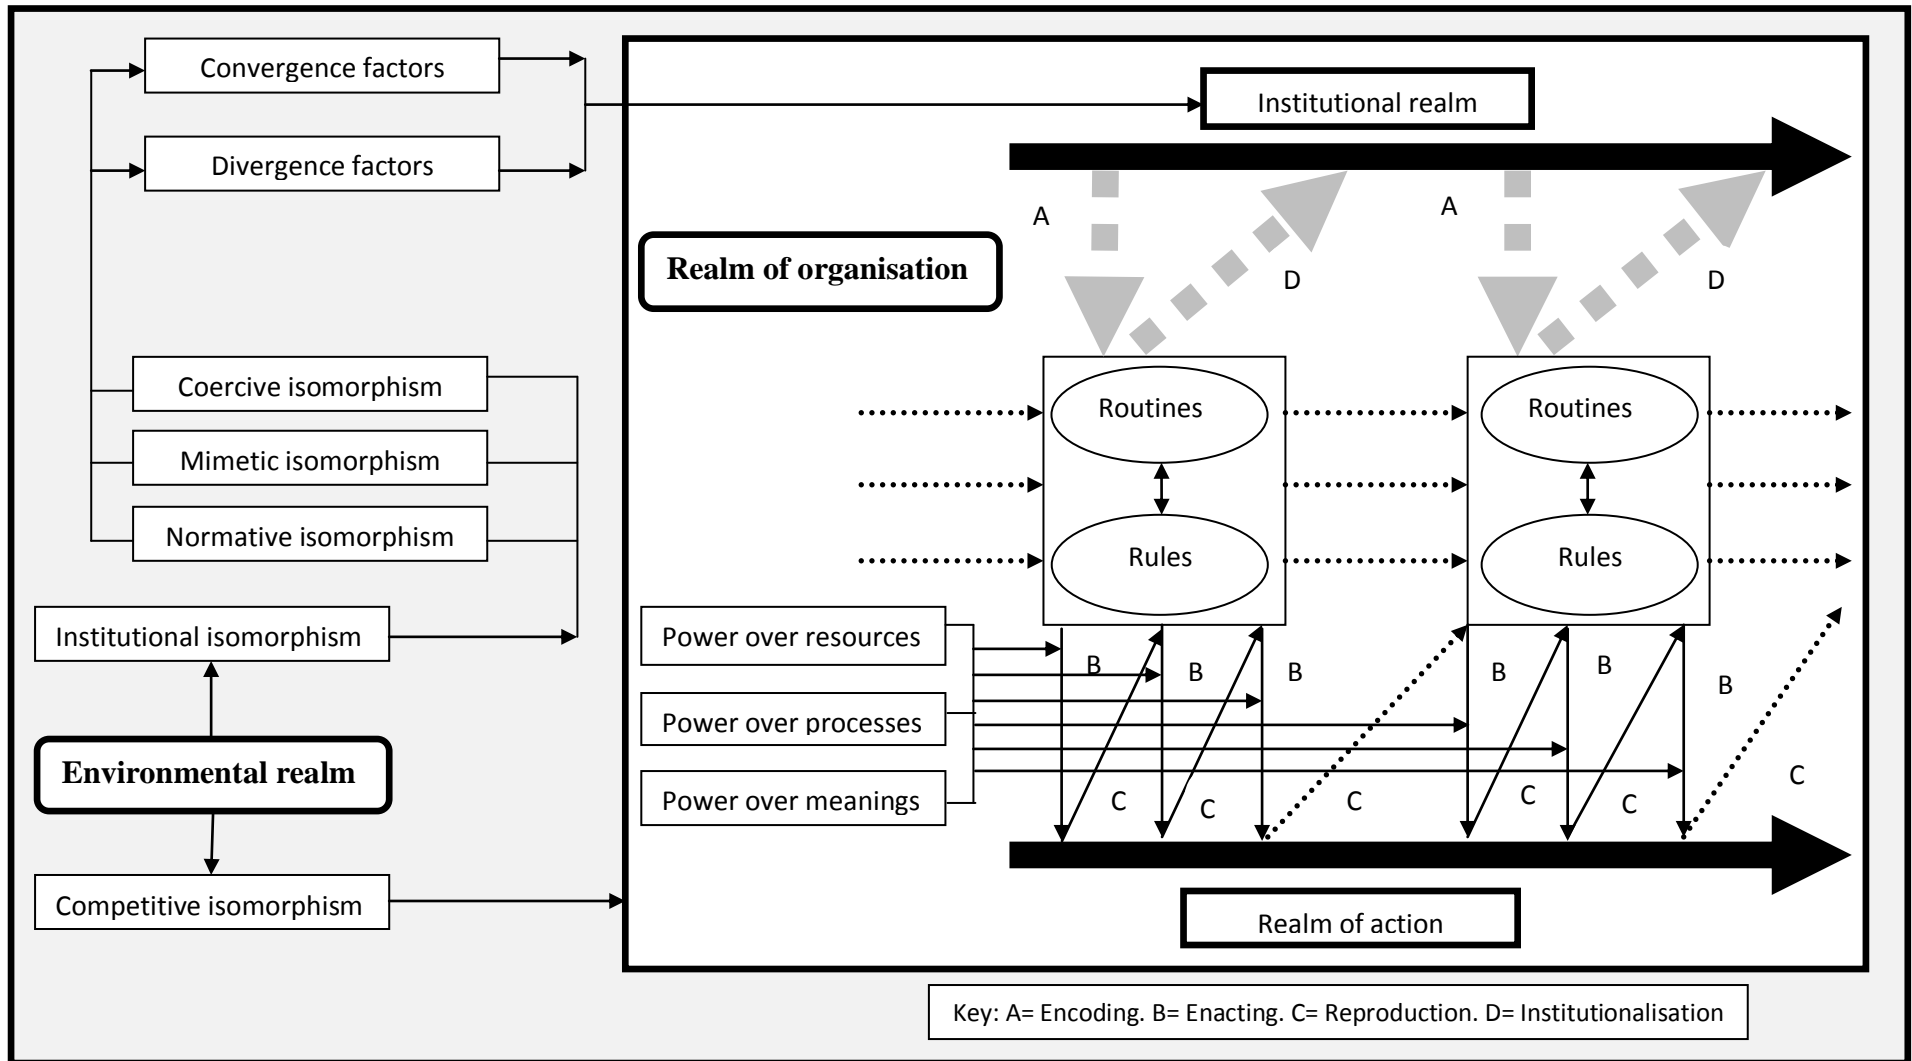 Convergence factors
Divergence factors
Coercive isomorphism
Mimetic isomorphism
Normative isomorphism
Institutional isomorphism
Environmental realm
Competitive isomorphism
Institutional realm
Realm of organisation
A
D
A
D
Routines
Rules
Routines
Rules
Power over resources
Power over processes
Power over meanings
B
B
B
B
B
B
C
C
C
C
C
C
Realm of action
Key: A= Encoding. B= Enacting. C= Reproduction. D= Institutionalisation